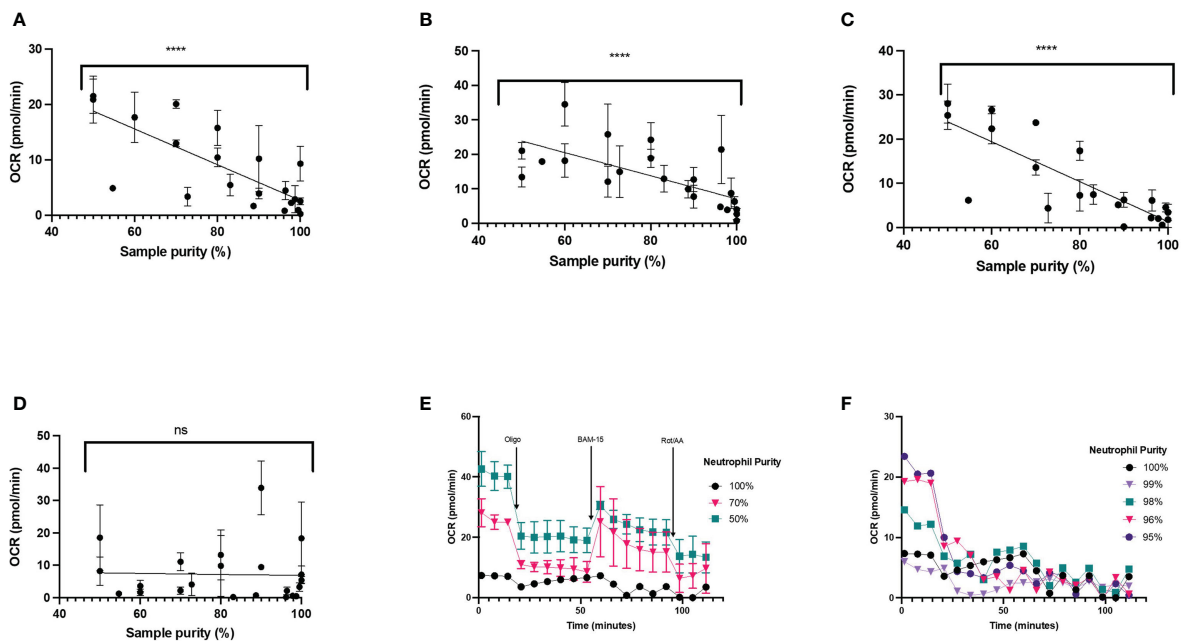 A
****
OCR (pmol/min)
30
20
10
0
40 60 80 100
Sample purity (%)
B
****
OCR (pmol/min)
50
40
30
20
10
0
40 60 80 100
Sample purity (%)
C
****
OCR (pmol/min)
40
30
20
10
0
40 60 80 100
Sample purity (%)
D
ns
OCR (pmol/min)
50
40
30
20
10
0
40 60 80 100
Sample purity (%)
E
OCR (pmol/min)
60
40
20
0
Oligo BAM-15 Rot/AA
Neutrophil Purity
100%
70%
50%
0 50 100
Time (minutes)
F
OCR (pmol/min)
30
20
10
0
Neutrophil Purity
100%
99%
98%
96%
95%
0 50 100
Time (minutes)